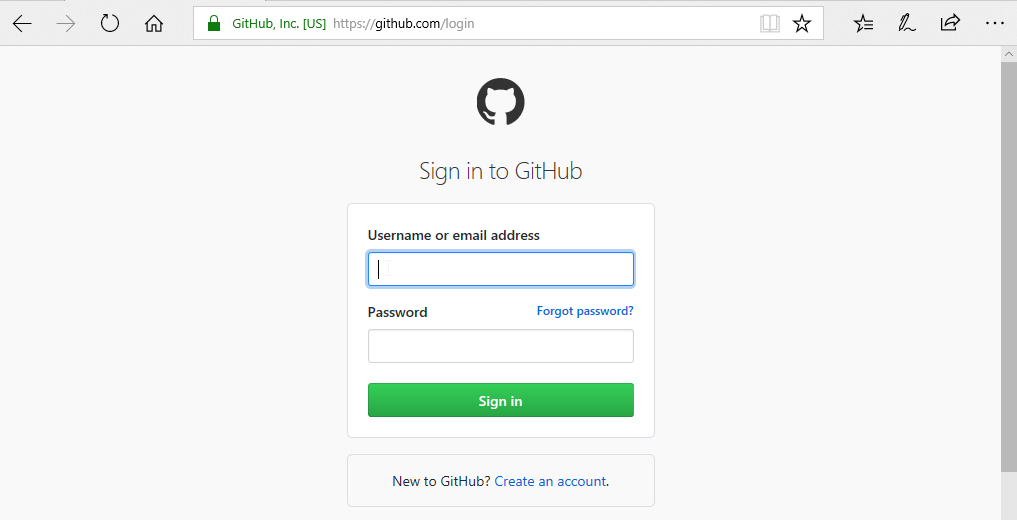 GitHub, Inc. [US] https://github.com/login
Sign in to GitHub
Username or email address
Password Forgot password?
Sign in
New to GitHub? Create an account.